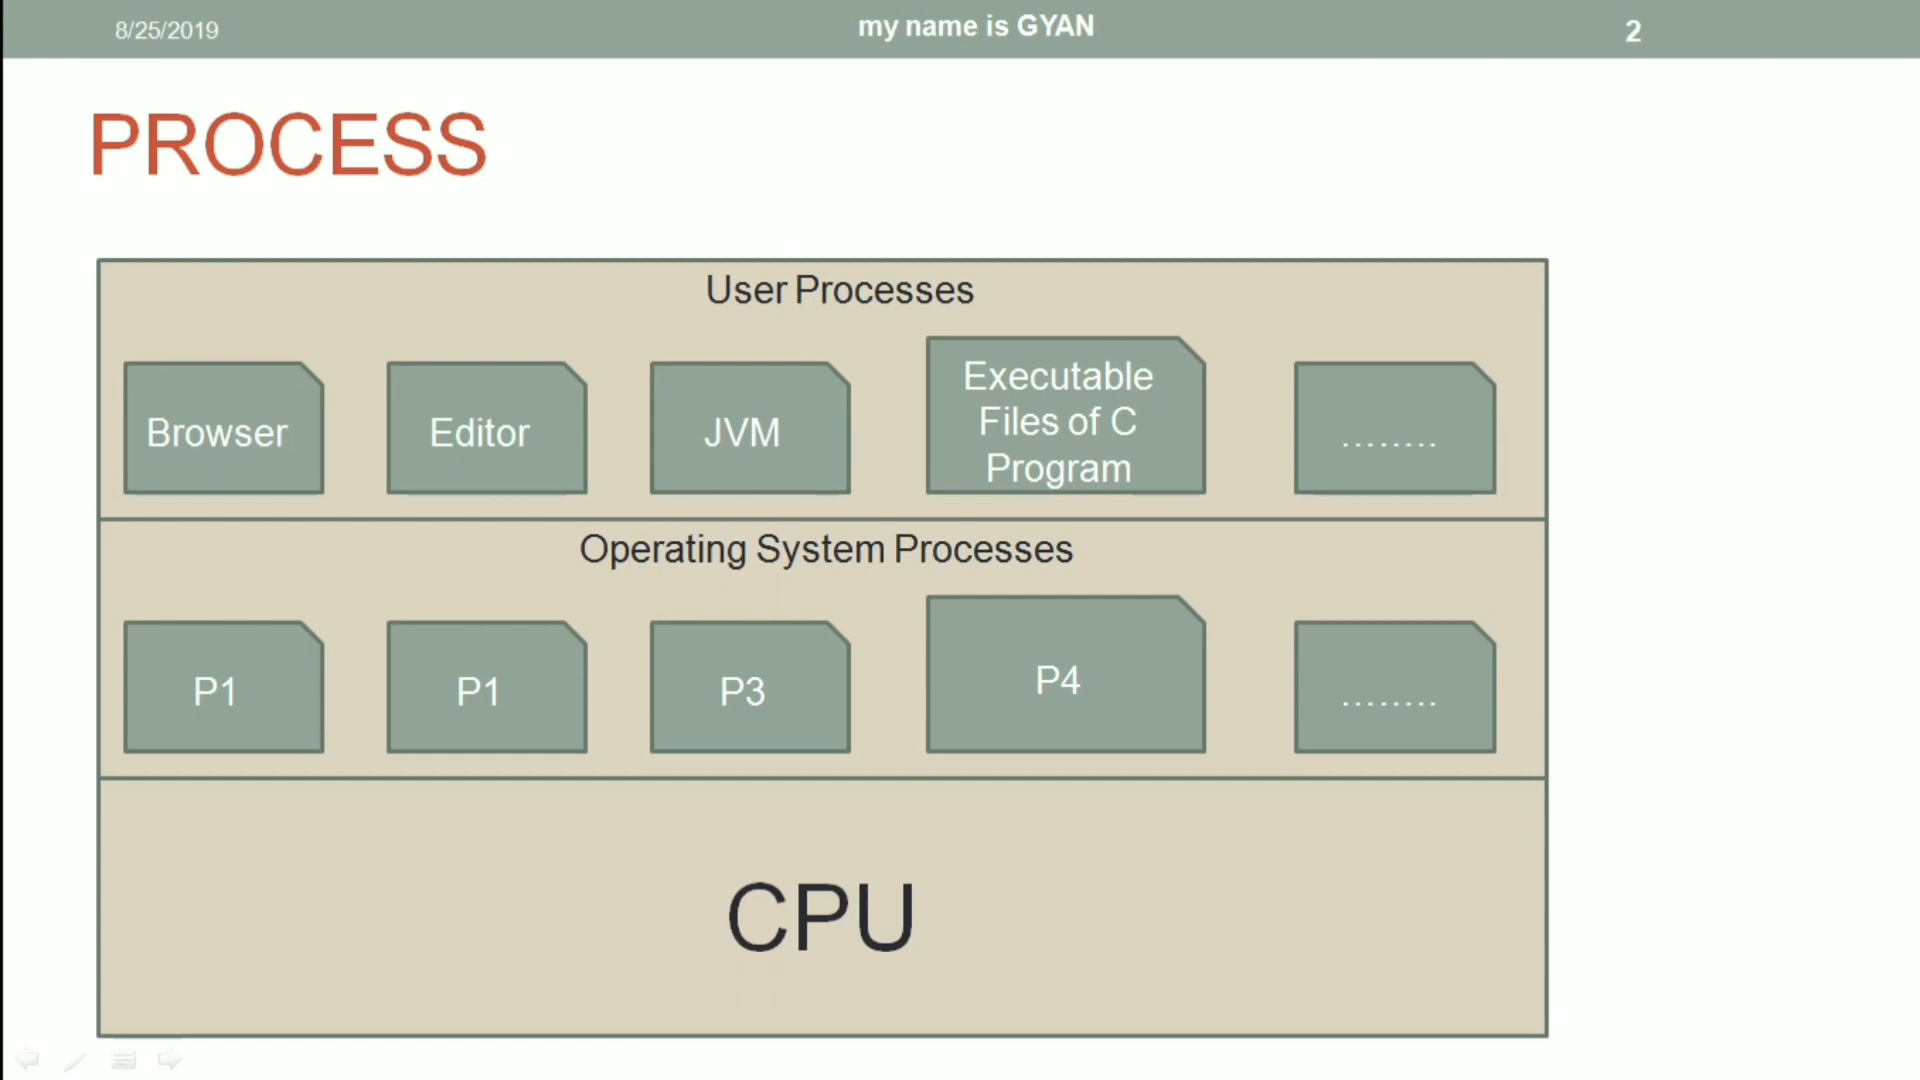 8/25/2019
my name is GYAN
2
PROCESS
User Processes
Browser
Editor
JVM
Executable
Files of C
Program
........
Operating System Processes
P1
P1
P3
P4
........
CPU